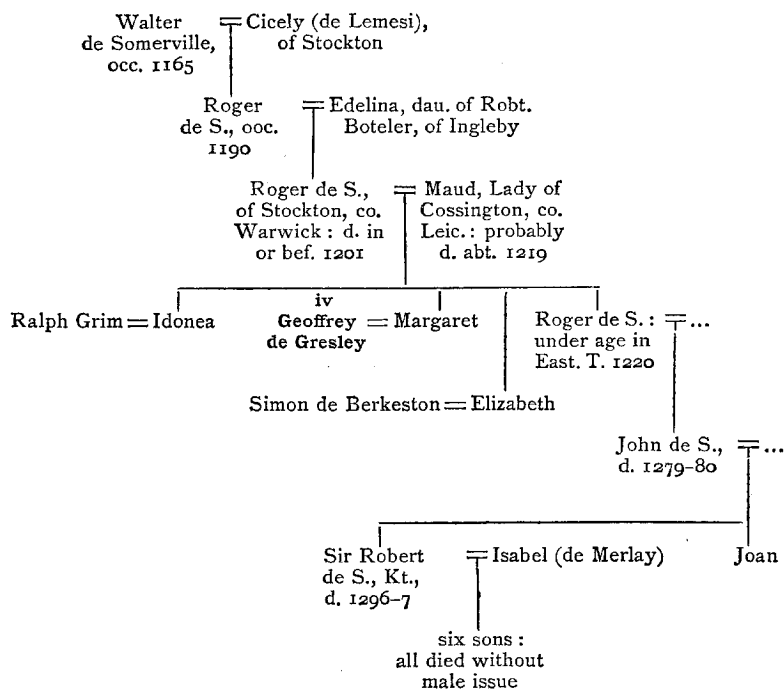 Walter = Cicely (de Lemesi),
de Somerville, of Stockton
occ. 1165
Roger = Edelina, dau. of Robt.
de S., ooc. Boteler, of Ingleby
1190
Roger de S., = Maud, Lady of
of Stockton, co. Cossington, co.
Warwick : d. in Leic. : probably
or bef. 1201 d. abt. 1219
iv
Ralph Grim = Idonea Geoffrey = Margaret Roger de S. : = ...
de Gresley under age in
East. T. 1220
Simon de Berkeston = Elizabeth
John de S., = ...
d. 1279-80
Sir Robert = Isabel (de Merlay) Joan
de S., Kt.,
d. 1296-7
six sons :
all died without
male issue